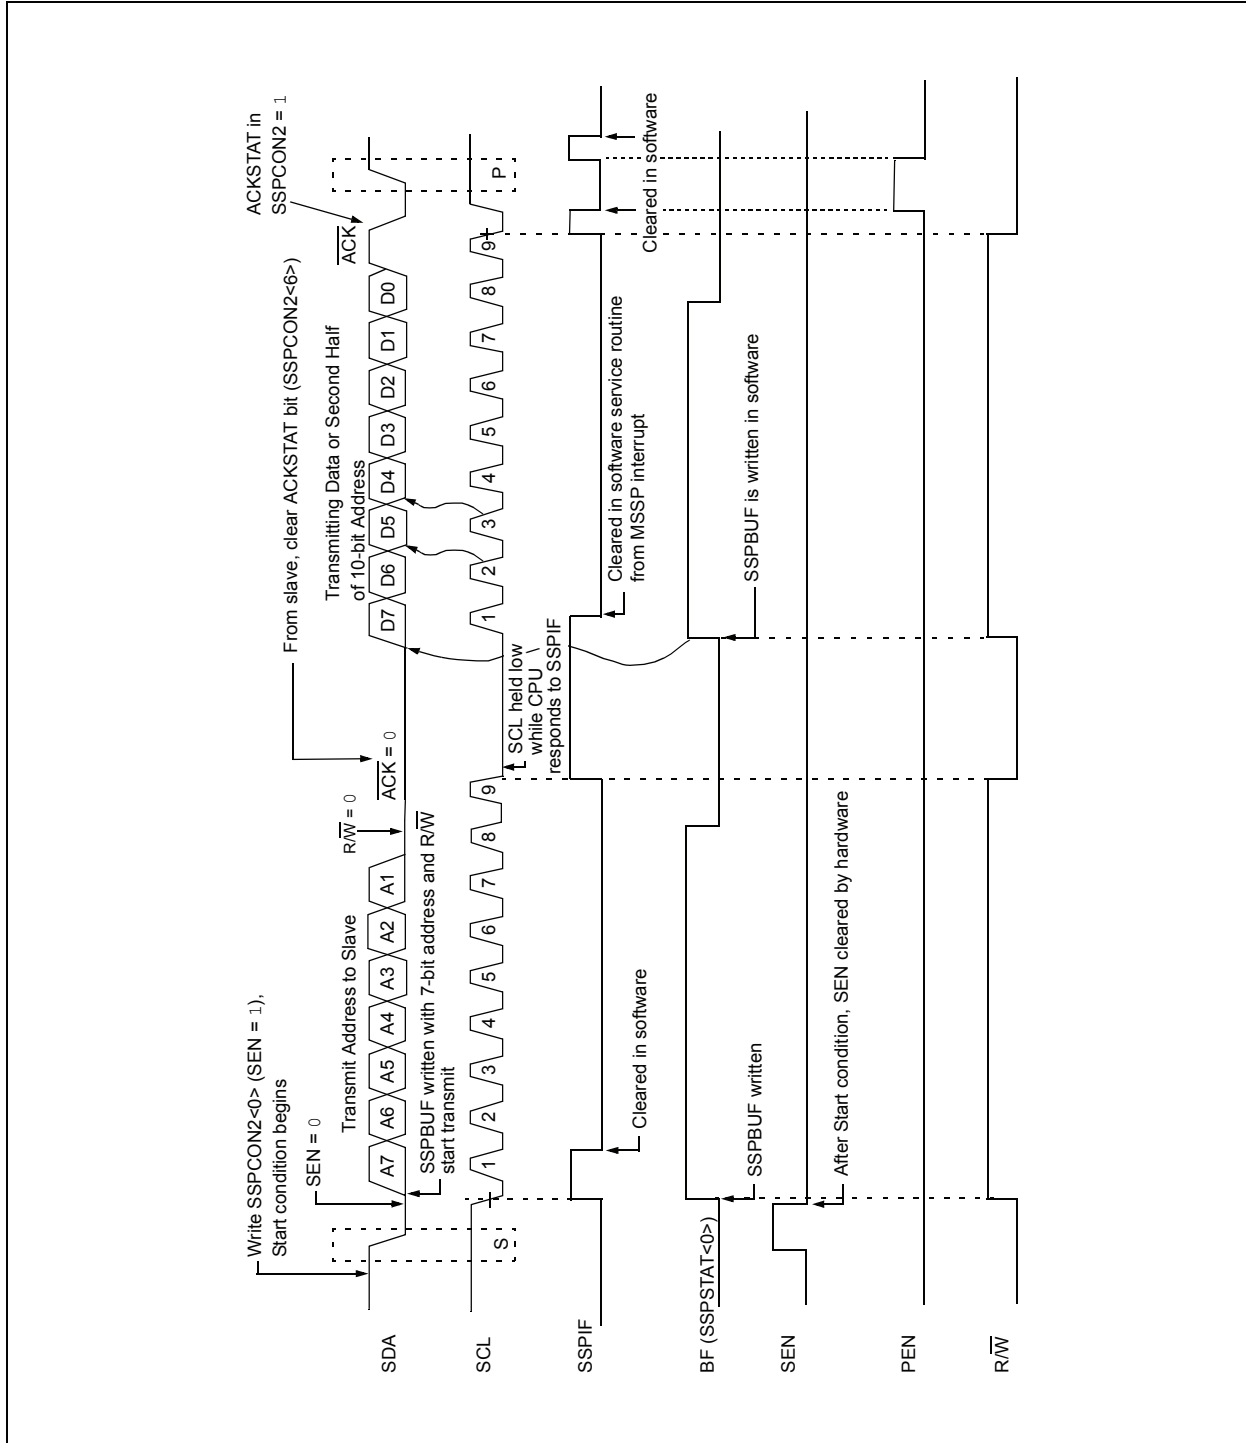 Write SSPCON2<0> (SEN = 1),
Start condition begins
SEN = 0
Transmit Address to Slave
R/W = 0
From slave, clear ACKSTAT bit (SSPCON2<6>)
ACK = 0
Transmitting Data or Second Half
of 10-bit Address
ACKSTAT in
SSPCON2 = 1
ACK
SDA
A7 A6 A5 A4 A3 A2 A1
D7 D6 D5 D4 D3 D2 D1 D0
SSPBUF written with 7-bit address and R/W
start transmit
SCL
S
1 2 3 4 5 6 7 8 9
1 2 3 4 5 6 7 8 9
P
SCL held low
while CPU
responds to SSPIF
SSPIF
Cleared in software
Cleared in software service routine
from MSSP interrupt
Cleared in software
BF (SSPSTAT<0>)
SSPBUF written
SSPBUF is written in software
SEN
After Start condition, SEN cleared by hardware
PEN
R/W